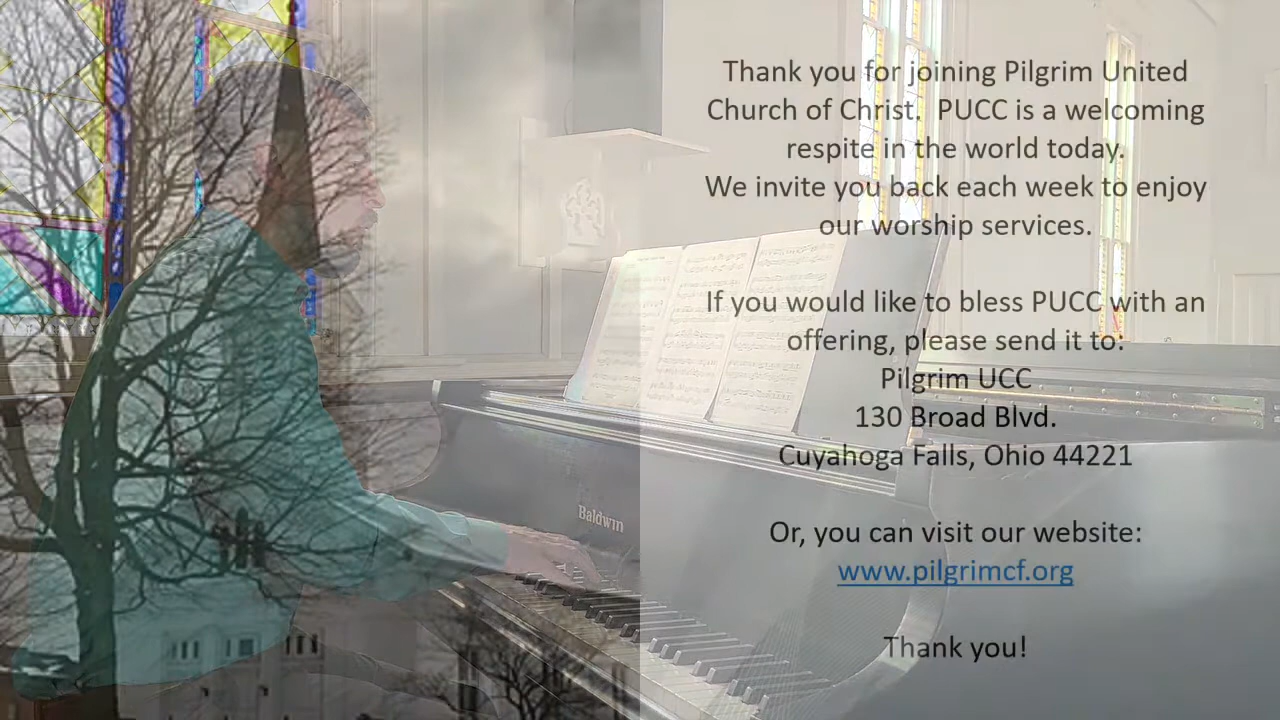 Thank you for joining Pilgrim United
Church of Christ.  PUCC is a welcoming
respite in the world today.
We invite you back each week to enjoy
our worship services.
If you would like to bless PUCC with an
offering, please send it to:
Pilgrim UCC
130 Broad Blvd.
Cuyahoga Falls, Ohio 44221
Or, you can visit our website:
www.pilgrimcf.org
Thank you!
Baldwin